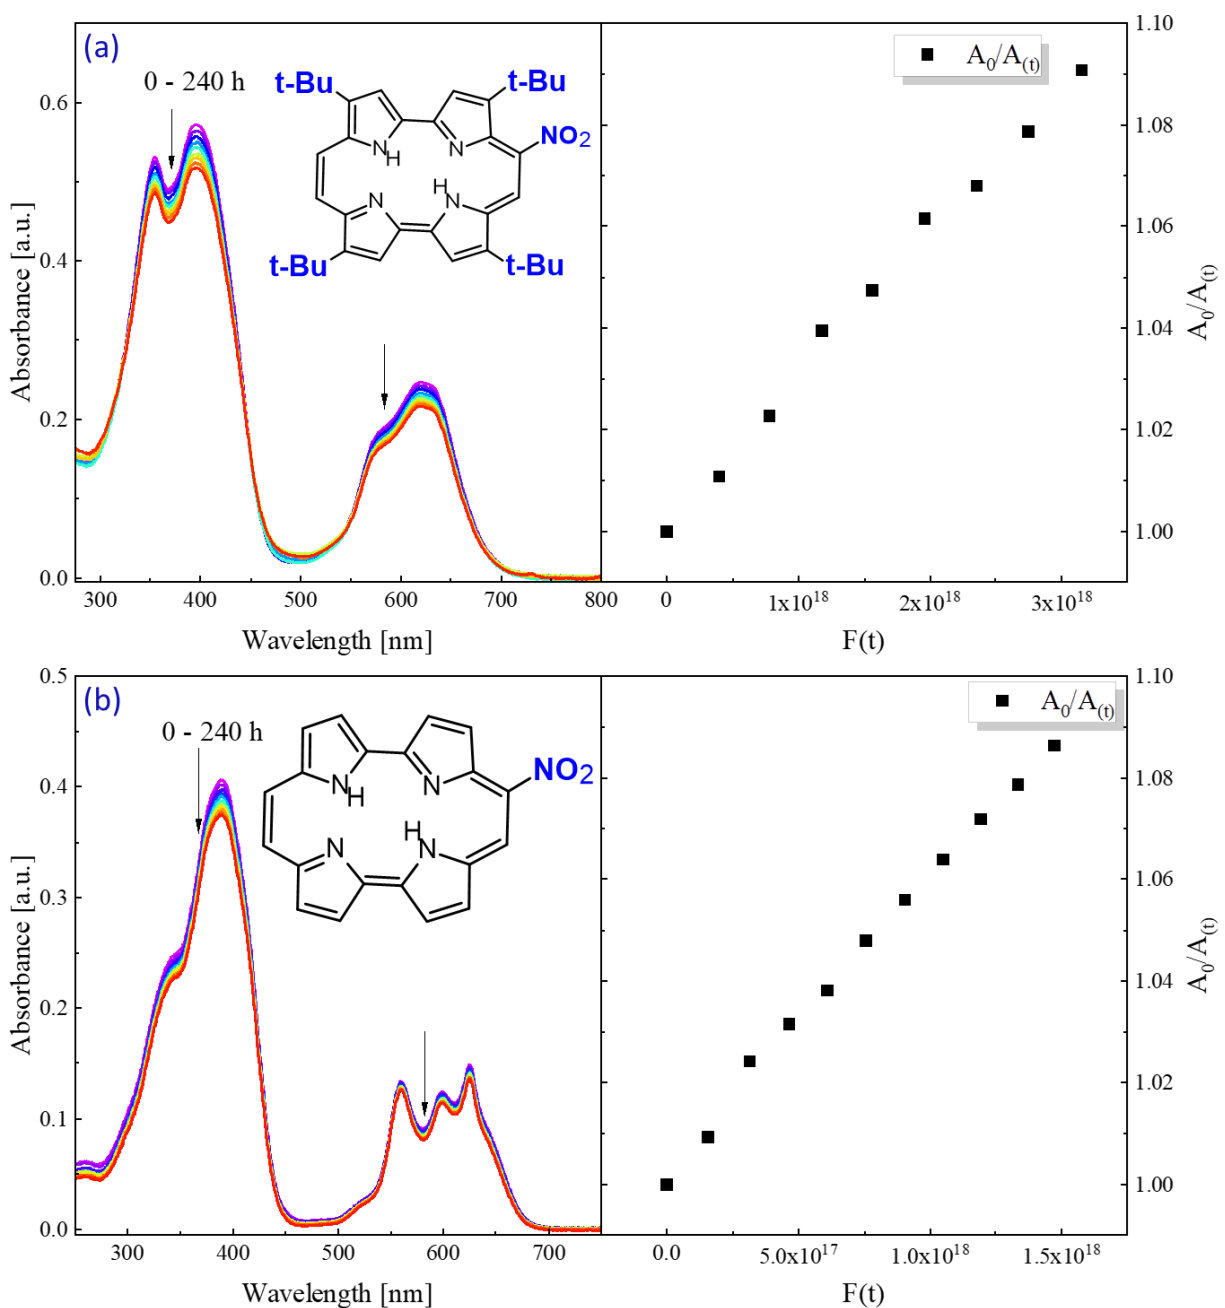 (a)
0 - 240 h
t-Bu
t-Bu
NO2
N
H
N
H
N
N
t-Bu
t-Bu
0.6
0.4
0.2
0.0
Absorbance [a.u.]
300 400 500 600 700 800
Wavelength [nm]
A0/A(t)
1.10
1.08
1.06
1.04
1.02
1.00
A0/A(t)
0 1x10^18 2x10^18 3x10^18
F(t)
(b)
0 - 240 h
NO2
N
H
N
H
N
N
0.5
0.4
0.3
0.2
0.1
0.0
Absorbance [a.u.]
300 400 500 600 700
Wavelength [nm]
A0/A(t)
1.10
1.08
1.06
1.04
1.02
1.00
A0/A(t)
0.0 5.0x10^17 1.0x10^18 1.5x10^18
F(t)